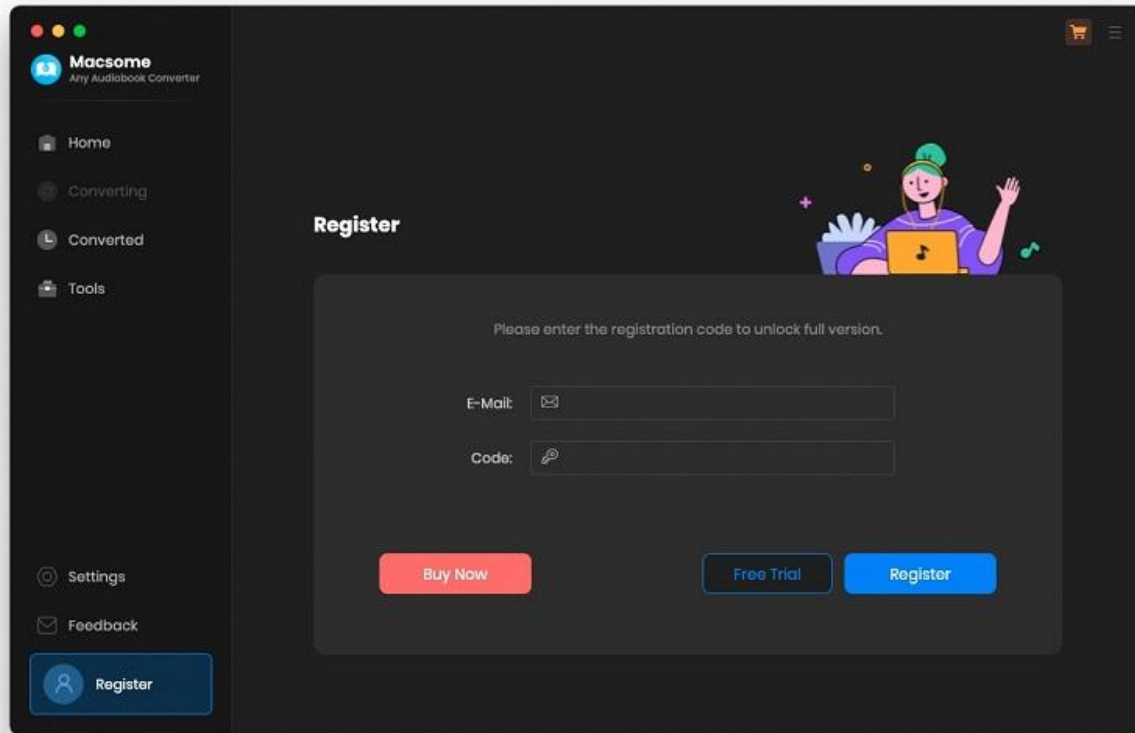 Macsome
Any Audiobook Converter
Home
Converting
Converted
Tools
Settings
Feedback
Register
Register
Please enter the registration code to unlock full version.
E-Mail:
Code:
Buy Now
Free Trial
Register